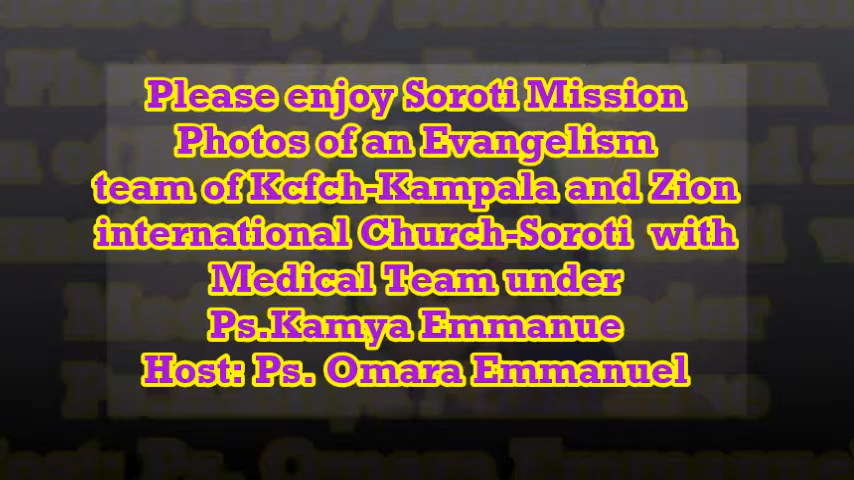 Please enjoy Soroti Mission
Photos of an Evangelism
team of Kcfch-Kampala and Zion
international Church-Soroti with
Medical Team under
Ps.Kamya Emmanue
Host: Ps. Omara Emmanuel